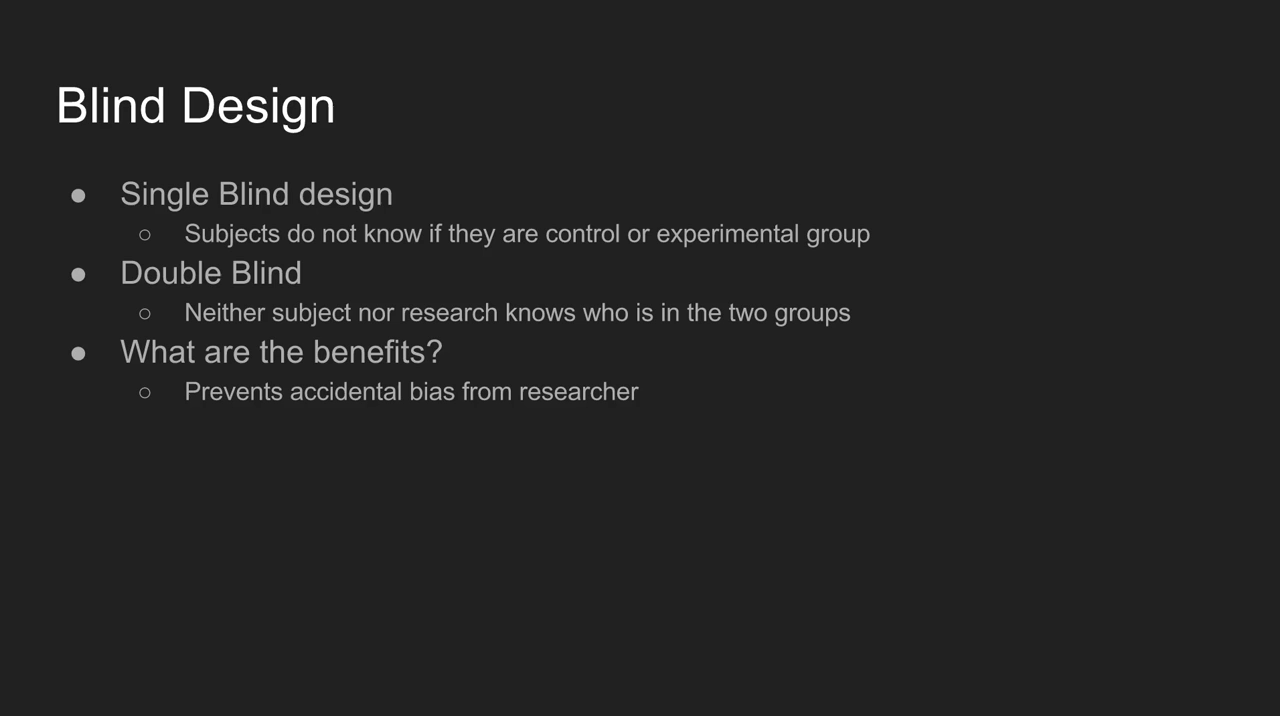 Blind Design
● Single Blind design
○ Subjects do not know if they are control or experimental group
● Double Blind
○ Neither subject nor research knows who is in the two groups
● What are the benefits?
○ Prevents accidental bias from researcher